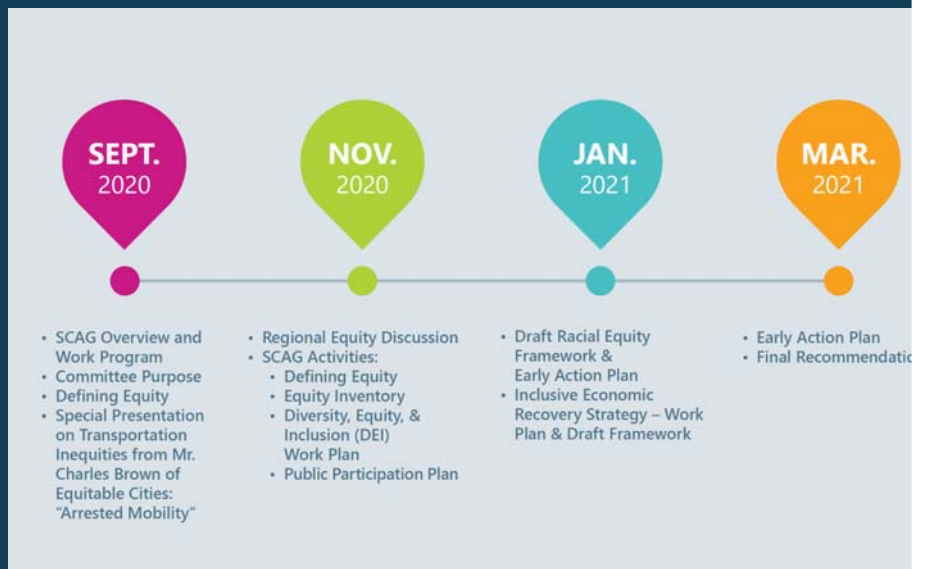 SEPT.
2020
NOV.
2020
JAN.
2021
MAR.
2021
• SCAG Overview and
Work Program
• Committee Purpose
• Defining Equity
• Special Presentation
on Transportation
Inequities from Mr.
Charles Brown of
Equitable Cities:
“Arrested Mobility”
• Regional Equity Discussion
• SCAG Activities:
• Defining Equity
• Equity Inventory
• Diversity, Equity, &
Inclusion (DEI)
Work Plan
• Public Participation Plan
• Draft Racial Equity
Framework &
Early Action Plan
• Inclusive Economic
Recovery Strategy – Work
Plan & Draft Framework
• Early Action Plan
• Final